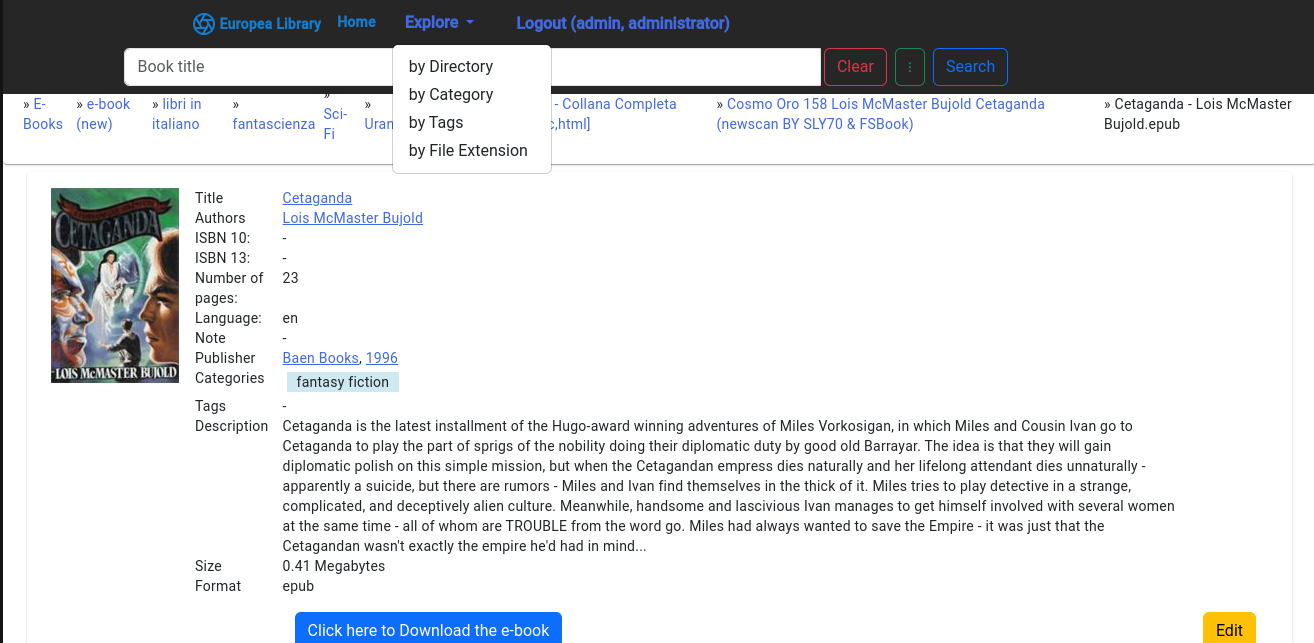 Europea Library Home Explore Logout (admin, administrator)
Book title
by Directory
by Category
by Tags
by File Extension
Clear ⋮ Search
» E-Books » e-book (new) » libri in italiano » fantascienza » Sci-Fi » - Collana Completa » Cosmo Oro 158 Lois McMaster Bujold Cetaganda (newscan BY SLY70 & FSBook) » Cetaganda - Lois McMaster Bujold.epub
CETAGANDA
LOIS MCMASTER BUJOLD
Title Cetaganda
Authors Lois McMaster Bujold
ISBN 10: -
ISBN 13: -
Number of pages: 23
Language: en
Note -
Publisher Baen Books, 1996
Categories fantasy fiction
Tags -
Description Cetaganda is the latest installment of the Hugo-award winning adventures of Miles Vorkosigan, in which Miles and Cousin Ivan go to
Cetaganda to play the part of sprigs of the nobility doing their diplomatic duty by good old Barrayar. The idea is that they will gain
diplomatic polish on this simple mission, but when the Cetagandan empress dies naturally and her lifelong attendant dies unnaturally -
apparently a suicide, but there are rumors - Miles and Ivan find themselves in the thick of it. Miles tries to play detective in a strange,
complicated, and deceptively alien culture. Meanwhile, handsome and lascivious Ivan manages to get himself involved with several women
at the same time - all of whom are TROUBLE from the word go. Miles had always wanted to save the Empire - it was just that the
Cetagandan wasn't exactly the empire he'd had in mind...
Size 0.41 Megabytes
Format epub
Click here to Download the e-book Edit